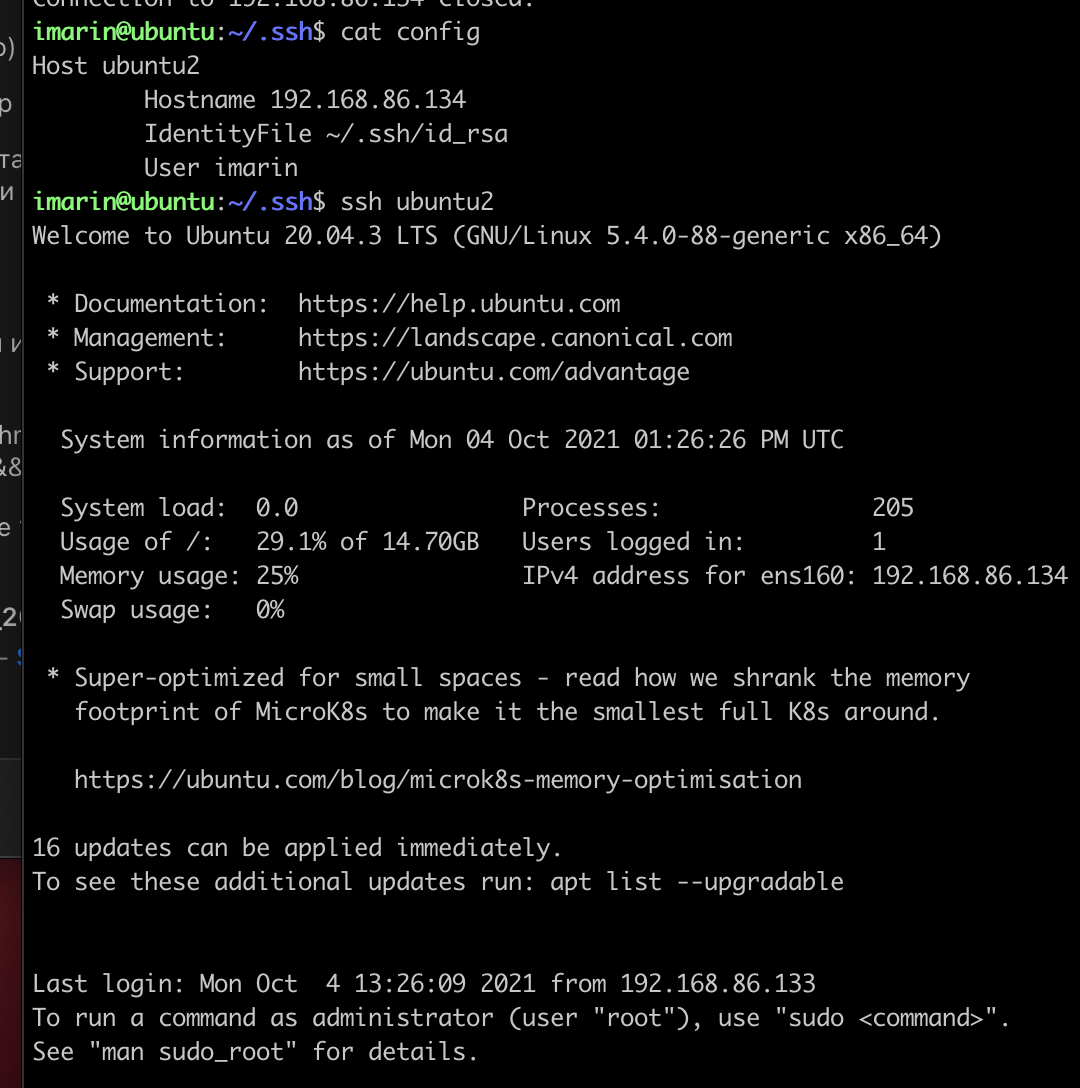 connection to 192.168.86.134 closed.
imarin@ubuntu:~/.ssh$ cat config
Host ubuntu2
        Hostname 192.168.86.134
        IdentityFile ~/.ssh/id_rsa
        User imarin
imarin@ubuntu:~/.ssh$ ssh ubuntu2
Welcome to Ubuntu 20.04.3 LTS (GNU/Linux 5.4.0-88-generic x86_64)

 * Documentation:  https://help.ubuntu.com
 * Management:     https://landscape.canonical.com
 * Support:        https://ubuntu.com/advantage

  System information as of Mon 04 Oct 2021 01:26:26 PM UTC

  System load:  0.0                Processes:               205
  Usage of /:   29.1% of 14.70GB   Users logged in:         1
  Memory usage: 25%                IPv4 address for ens160: 192.168.86.134
  Swap usage:   0%

 * Super-optimized for small spaces - read how we shrank the memory
   footprint of MicroK8s to make it the smallest full K8s around.

   https://ubuntu.com/blog/microk8s-memory-optimisation

16 updates can be applied immediately.
To see these additional updates run: apt list --upgradable

Last login: Mon Oct  4 13:26:09 2021 from 192.168.86.133
To run a command as administrator (user "root"), use "sudo <command>".
See "man sudo_root" for details.